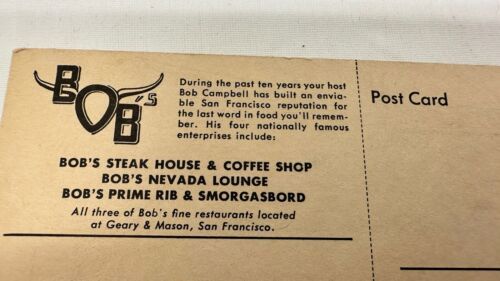 BOB'S
During the past ten years your host
Bob Campbell has built an envia-
ble San Francisco reputation for
the last word in food you'll remem-
ber. His four nationally famous
enterprises include:
BOB'S STEAK HOUSE & COFFEE SHOP
BOB'S NEVADA LOUNGE
BOB'S PRIME RIB & SMORGASBORD
All three of Bob's fine restaurants located
at Geary & Mason, San Francisco.
Post Card